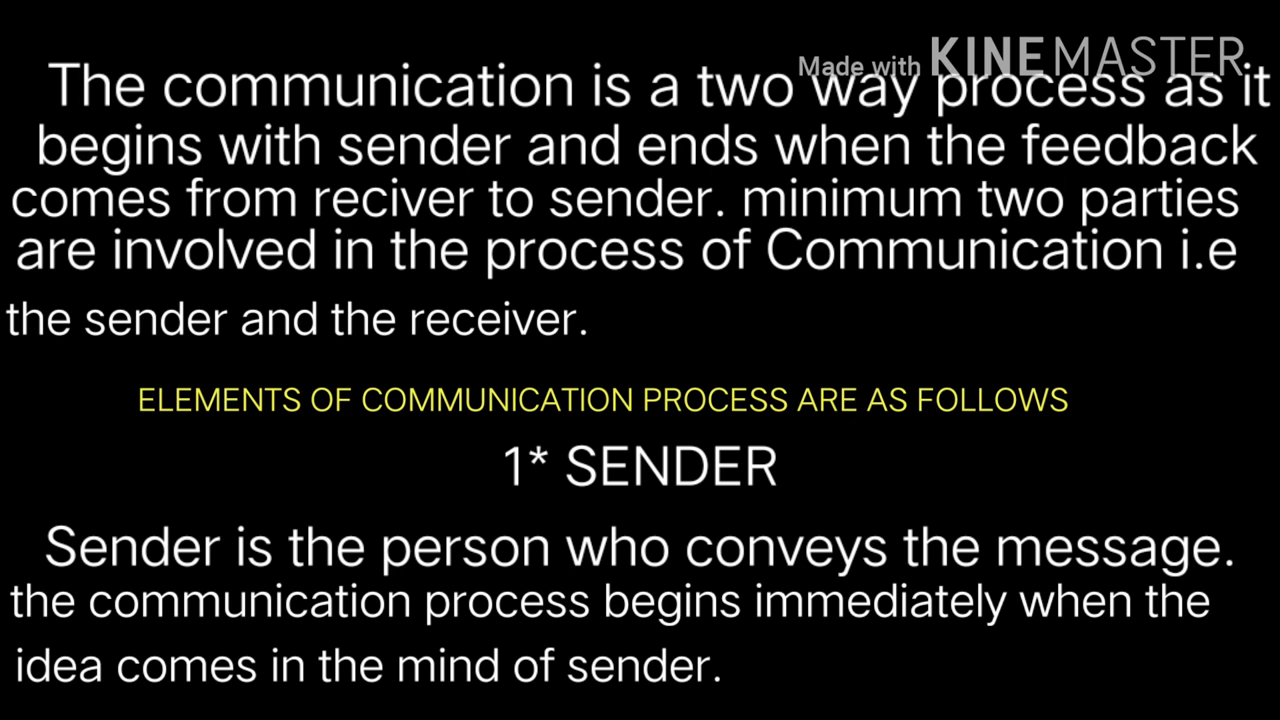 Made with KINEMASTER
The communication is a two way process as it
begins with sender and ends when the feedback
comes from reciver to sender. minimum two parties
are involved in the process of Communication i.e
the sender and the receiver.
ELEMENTS OF COMMUNICATION PROCESS ARE AS FOLLOWS
1* SENDER
Sender is the person who conveys the message.
the communication process begins immediately when the
idea comes in the mind of sender.